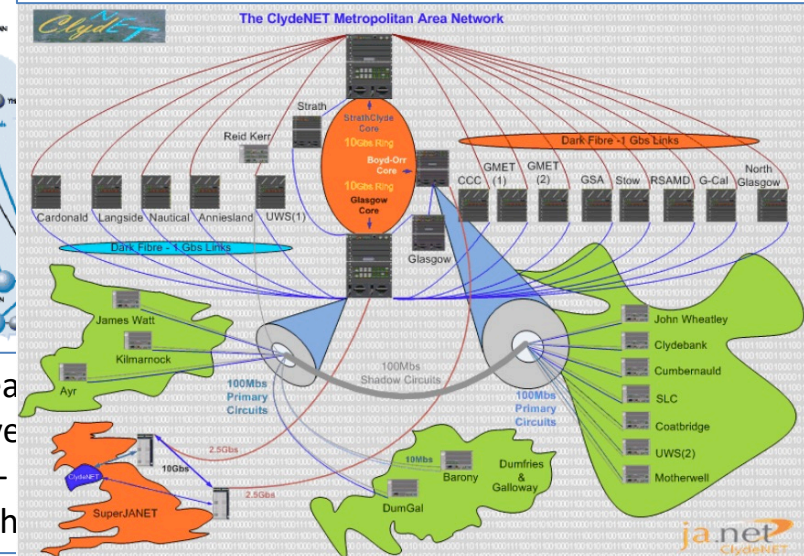 ClydeNET
The ClydeNET Metropolitan Area Network
Strath
StrathClyde
Core
10Gbs Ring
Reid Kerr
Boyd-Orr
Core
10Gbs Ring
Glasgow
Core
Dark Fibre -1 Gbs Links
CCC
GMET
(1)
GMET
(2)
GSA
Stow
RSAMD
G-Cal
North
Glasgow
Cardonald
Langside
Nautical
Anniesland
UWS(1)
Glasgow
Dark Fibre - 1 Gbs Links
James Watt
Kilmarnock
Ayr
John Wheatley
Clydebank
Cumbernauld
SLC
Coatbridge
UWS(2)
Motherwell
100Mbs
Shadow Circuits
100Mbs
Primary
Circuits
100Mbs
Primary
Circuits
2.5Gbs
10Gbs
2.5Gbs
ClydeNET
SuperJANET
10Mbs
Barony
DumGal
Dumfries
&
Galloway
ja.net
ClydeNET